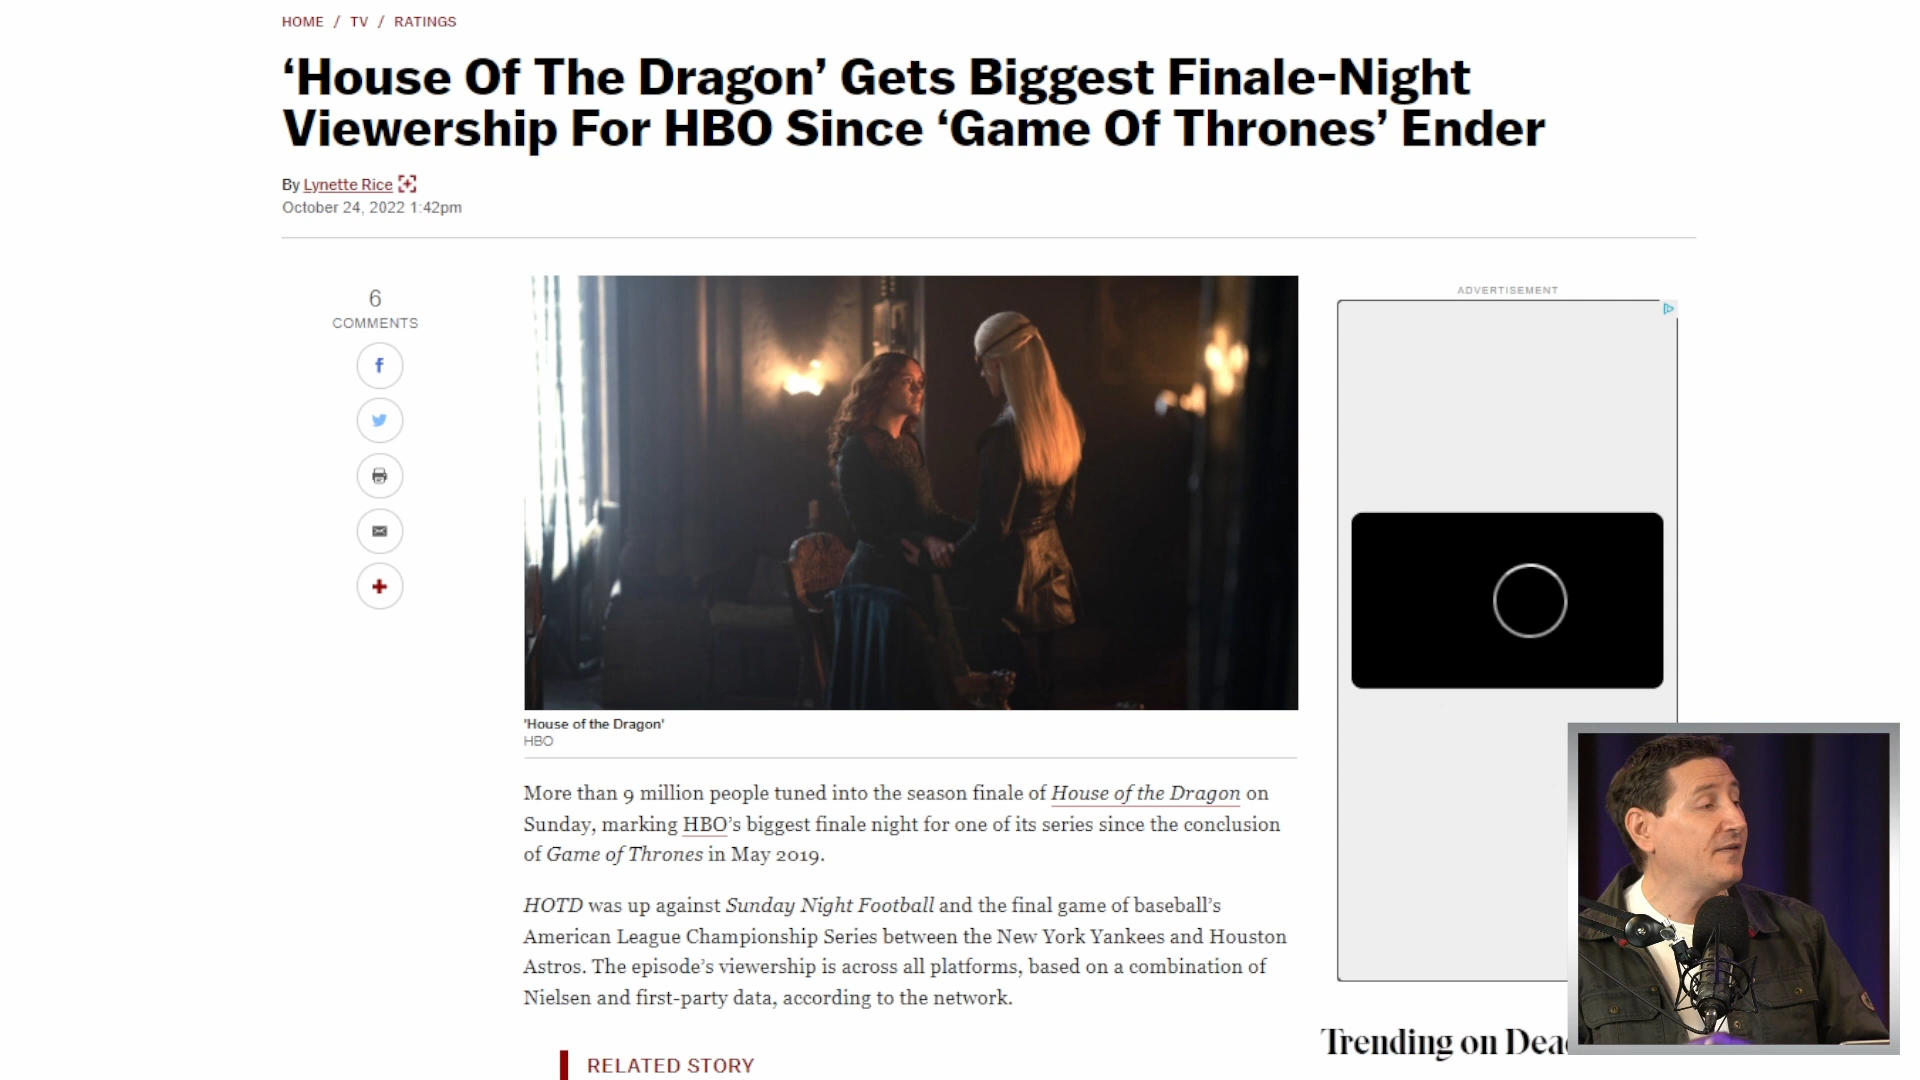 HOME / TV / RATINGS
‘House Of The Dragon’ Gets Biggest Finale-Night
Viewership For HBO Since ‘Game Of Thrones’ Ender
By Lynette Rice
October 24, 2022 1:42pm
6
COMMENTS
ADVERTISEMENT
'House of the Dragon'
HBO
More than 9 million people tuned into the season finale of House of the Dragon on
Sunday, marking HBO’s biggest finale night for one of its series since the conclusion
of Game of Thrones in May 2019.
HOTD was up against Sunday Night Football and the final game of baseball’s
American League Championship Series between the New York Yankees and Houston
Astros. The episode’s viewership is across all platforms, based on a combination of
Nielsen and first-party data, according to the network.
Trending on
RELATED STORY